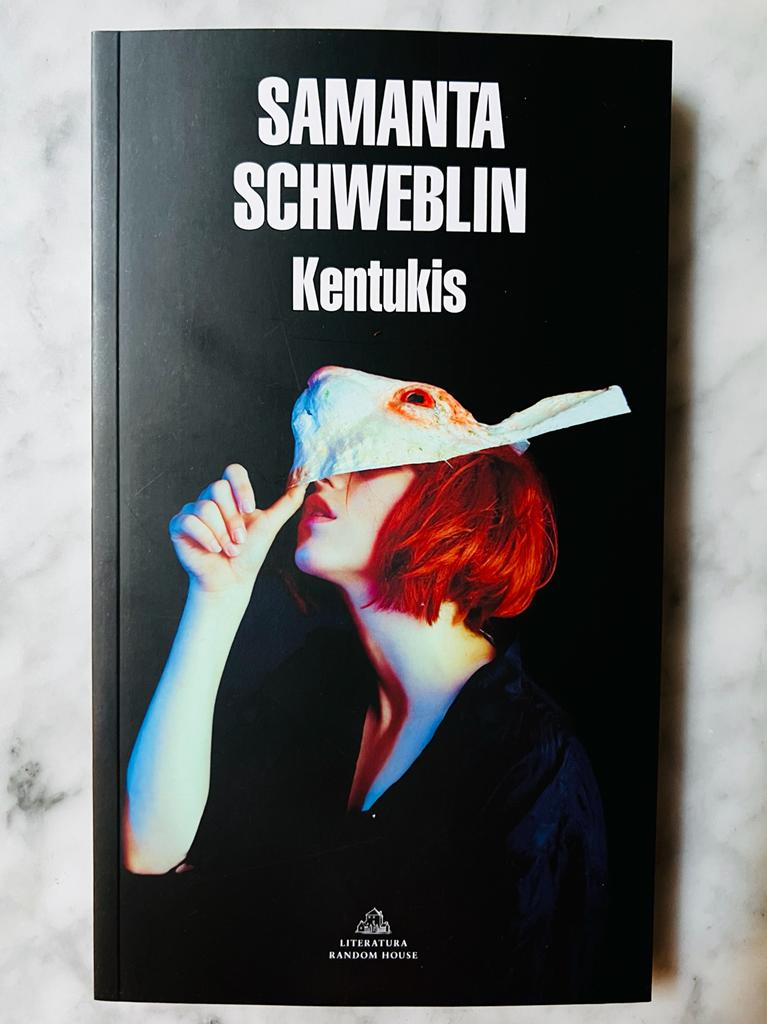 SAMANTA
SCHWEBLIN
Kentukis
LITERATURA
RANDOM HOUSE